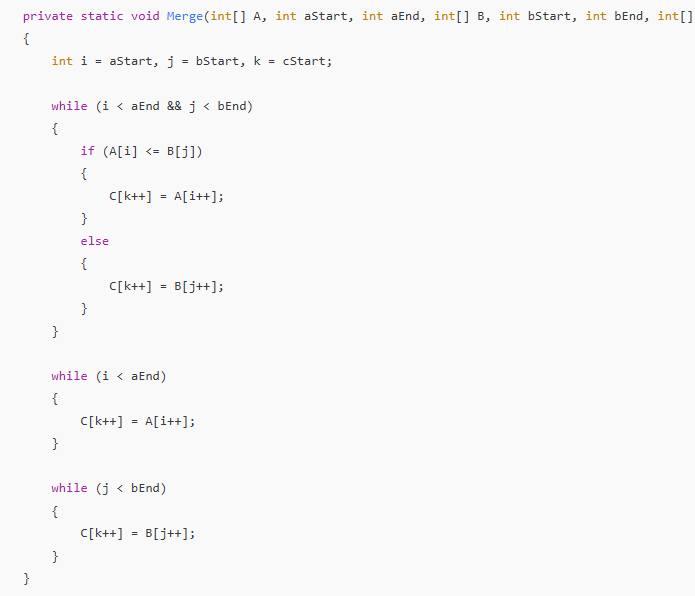 private static void Merge(int[] A, int aStart, int aEnd, int[] B, int bStart, int bEnd, int[]
{
    int i = aStart, j = bStart, k = cStart;

    while (i < aEnd && j < bEnd)
    {
        if (A[i] <= B[j])
        {
            C[k++] = A[i++];
        }
        else
        {
            C[k++] = B[j++];
        }
    }

    while (i < aEnd)
    {
        C[k++] = A[i++];
    }

    while (j < bEnd)
    {
        C[k++] = B[j++];
    }
}